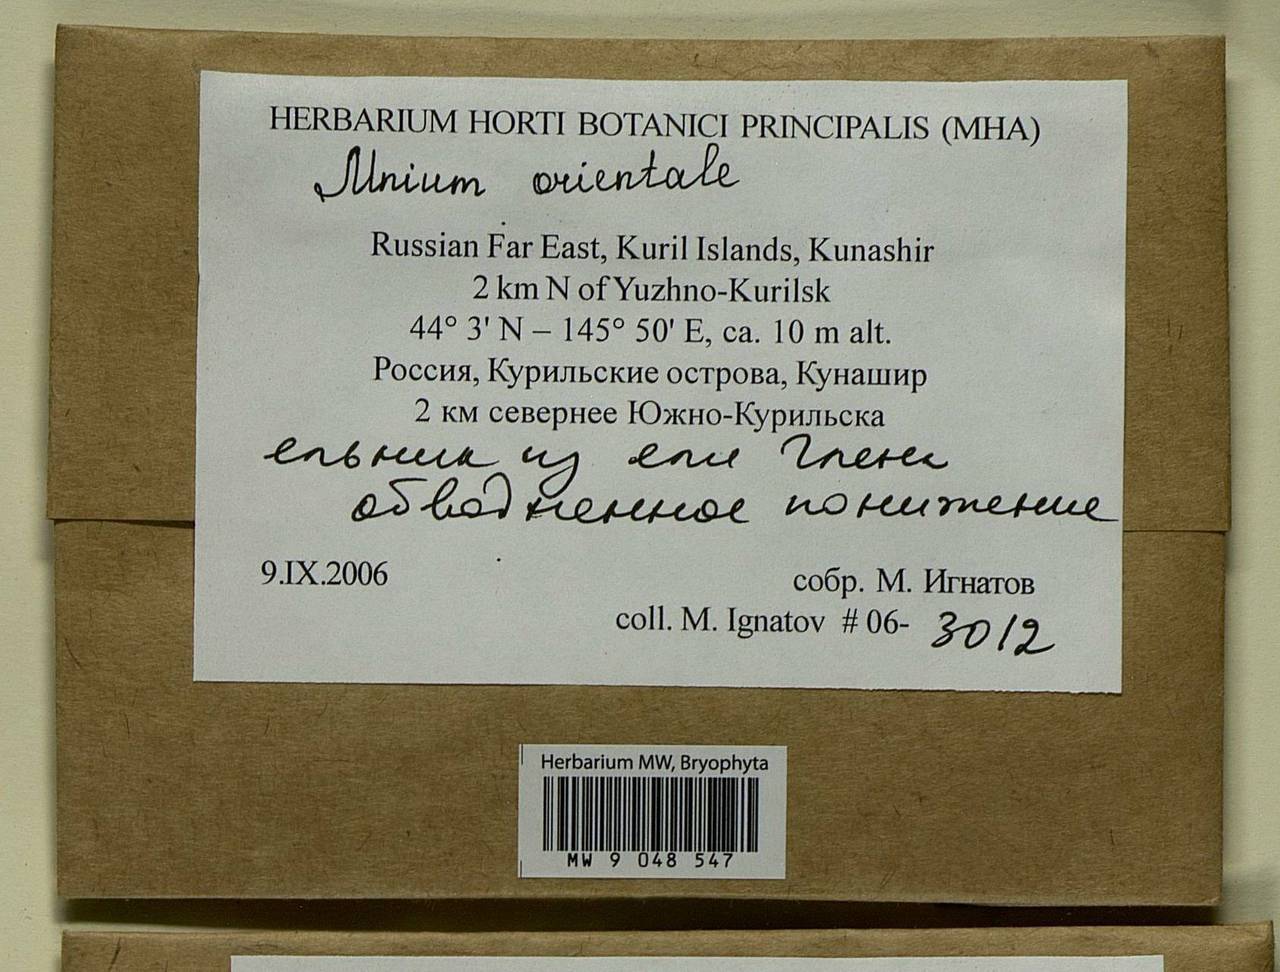 HERBARIUM HORTI BOTANICI PRINCIPALIS (MHA)
Mnium orientale
Russian Far East, Kuril Islands, Kunashir
2 km N of Yuzhno-Kurilsk
44° 3' N – 145° 50' E, ca. 10 m alt.
Россия, Курильские острова, Кунашир
2 км севернее Южно-Курильска
ельник из ели Глена
обводненное понижение
9.IX.2006
собр. М. Игнатов
coll. M. Ignatov # 06- 3012
Herbarium MW, Bryophyta
MW 9 048 547